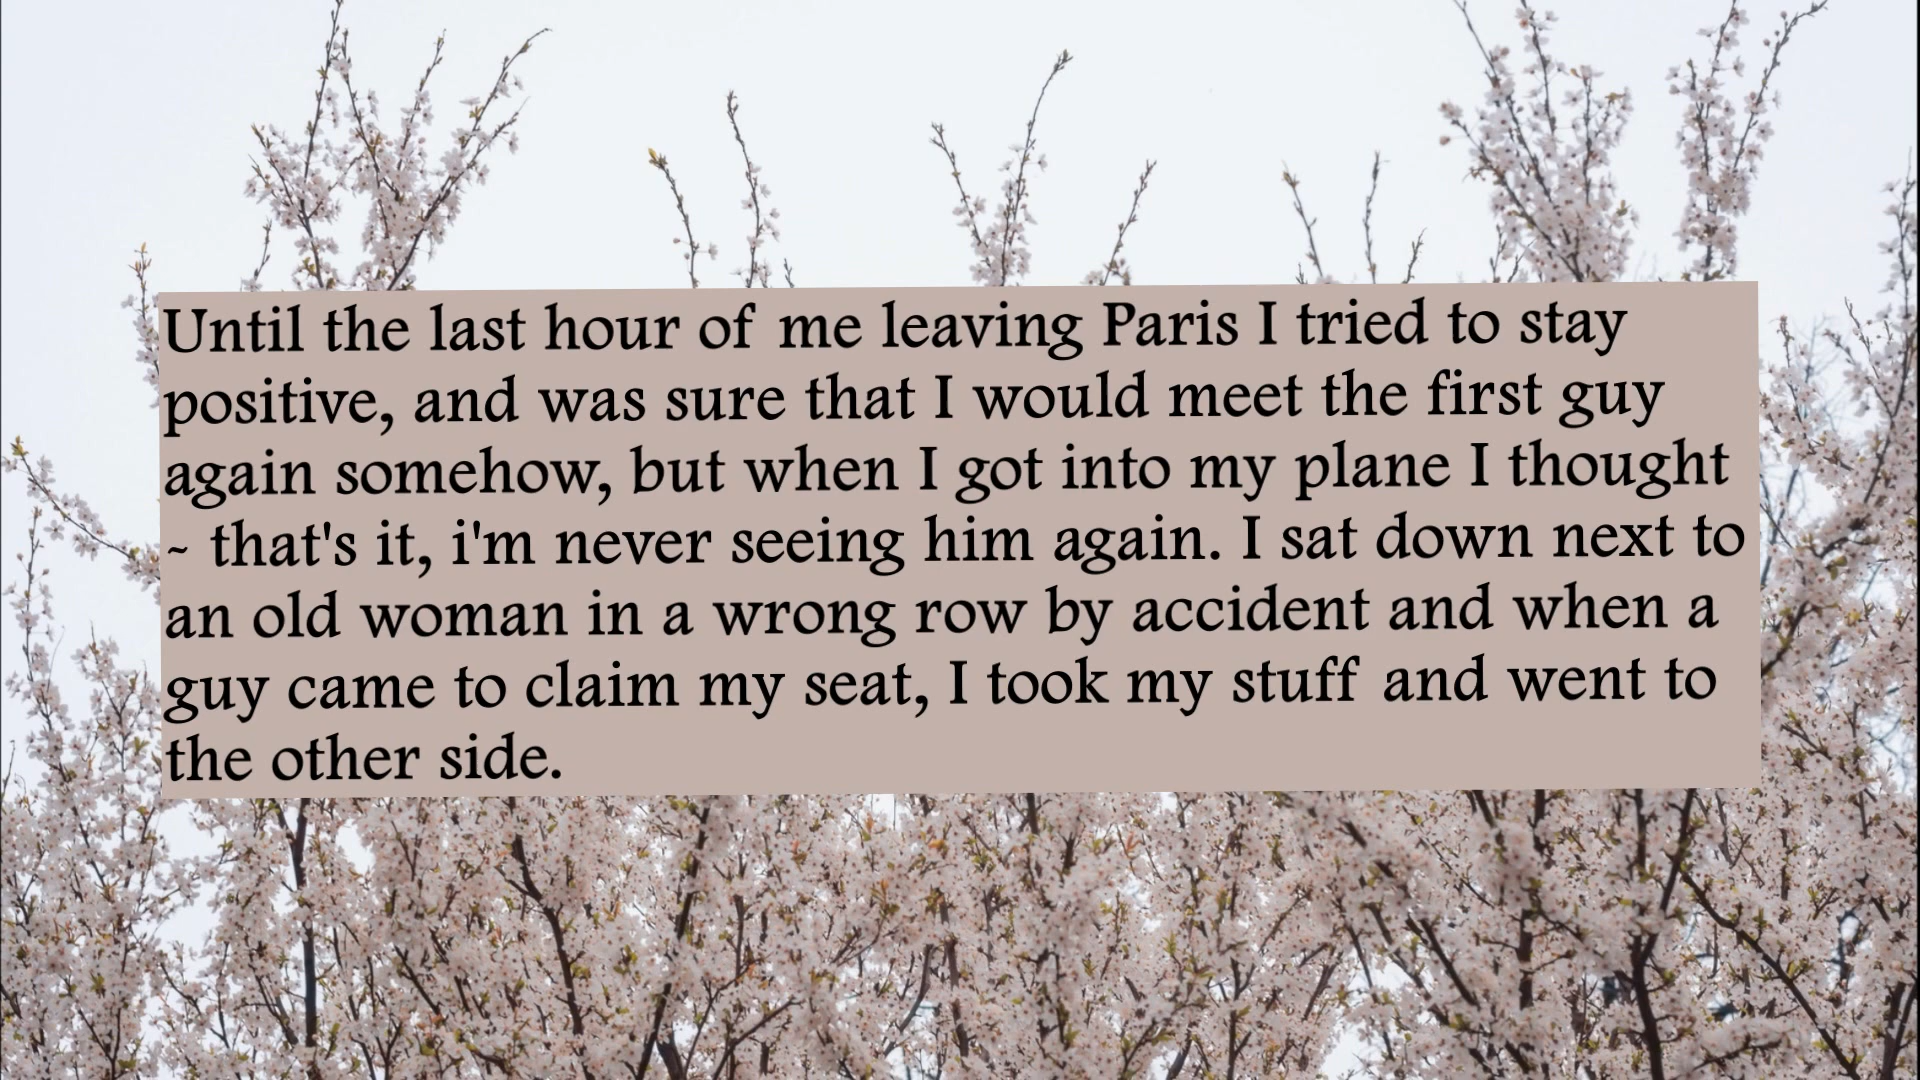 Until the last hour of me leaving Paris I tried to stay
positive, and was sure that I would meet the first guy
again somehow, but when I got into my plane I thought
~ that's it, i'm never seeing him again. I sat down next to
an old woman in a wrong row by accident and when a
guy came to claim my seat, I took my stuff and went to
the other side.